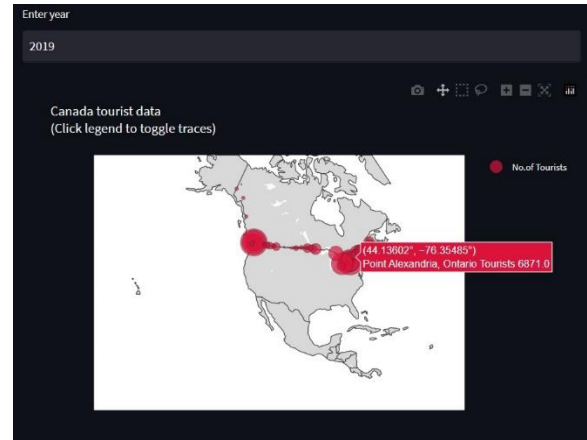 Enter year
2019
Canada tourist data
(Click legend to toggle traces)
No.of Tourists
(44.13602°, −76.35485°)
Point Alexandria, Ontario Tourists 6871.0